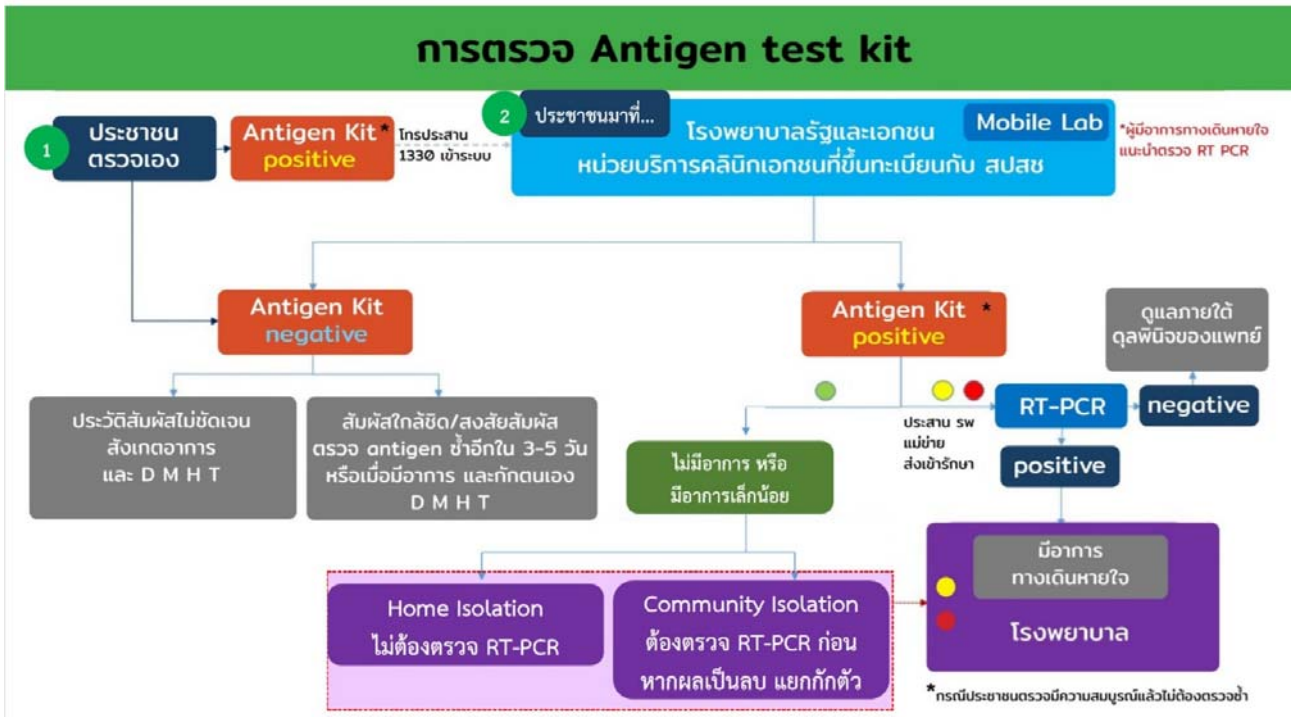 การตรวจ Antigen test kit
1
ประชาชน
ตรวจเอง
Antigen Kit*
positive
โทรประสาน
1330 เข้าระบบ
2
ประชาชนมาที่...
โรงพยาบาลรัฐและเอกชน
หน่วยบริการคลินิกเอกชนที่ขึ้นทะเบียนกับ สปสช
Mobile Lab
*ผู้มีอาการทางเดินหายใจ
แนะนำตรวจ RT PCR
Antigen Kit
negative
Antigen Kit *
positive
ดูแลภายใต้
ดุลพินิจของแพทย์
ประวัติสัมผัสไม่ชัดเจน
สังเกตอาการ
และ D M H T
สัมผัสใกล้ชิด/สงสัยสัมผัส
ตรวจ antigen ซ้ำอีกใน 3-5 วัน
หรือเมื่อมีอาการ และกักตนเอง
D M H T
ไม่มีอาการ หรือ
มีอาการเล็กน้อย
ประสาน รพ
แม่ข่าย
ส่งเข้ารักษา
RT-PCR
negative
positive
Home Isolation
ไม่ต้องตรวจ RT-PCR
Community Isolation
ต้องตรวจ RT-PCR ก่อน
หากผลเป็นลบ แยกกักตัว
มีอาการ
ทางเดินหายใจ
โรงพยาบาล
*กรณีประชาชนตรวจมีความสมบูรณ์แล้วไม่ต้องตรวจซ้ำ